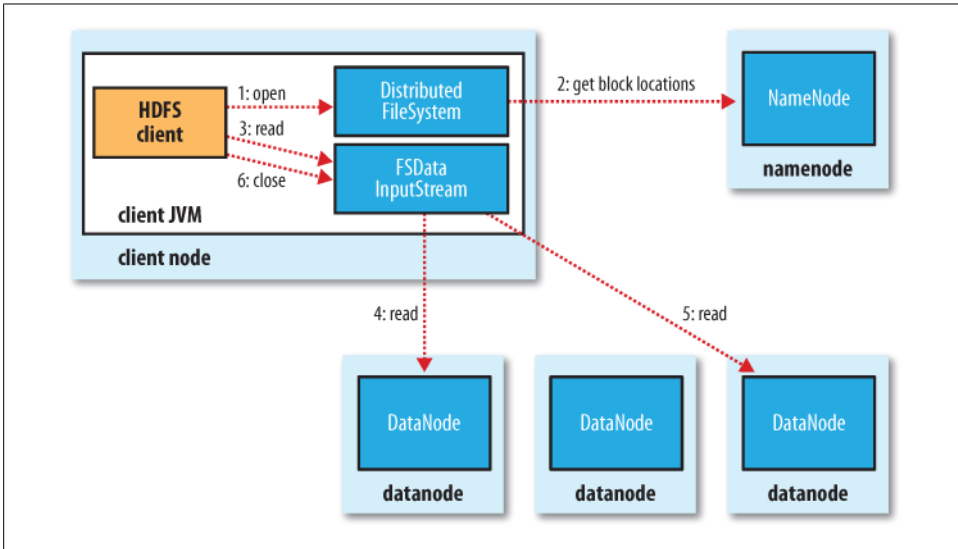 1: open
HDFS
client
3: read
6: close
Distributed
FileSystem
FSData
InputStream
client JVM
client node
2: get block locations
NameNode
namenode
4: read
5: read
DataNode
datanode
DataNode
datanode
DataNode
datanode